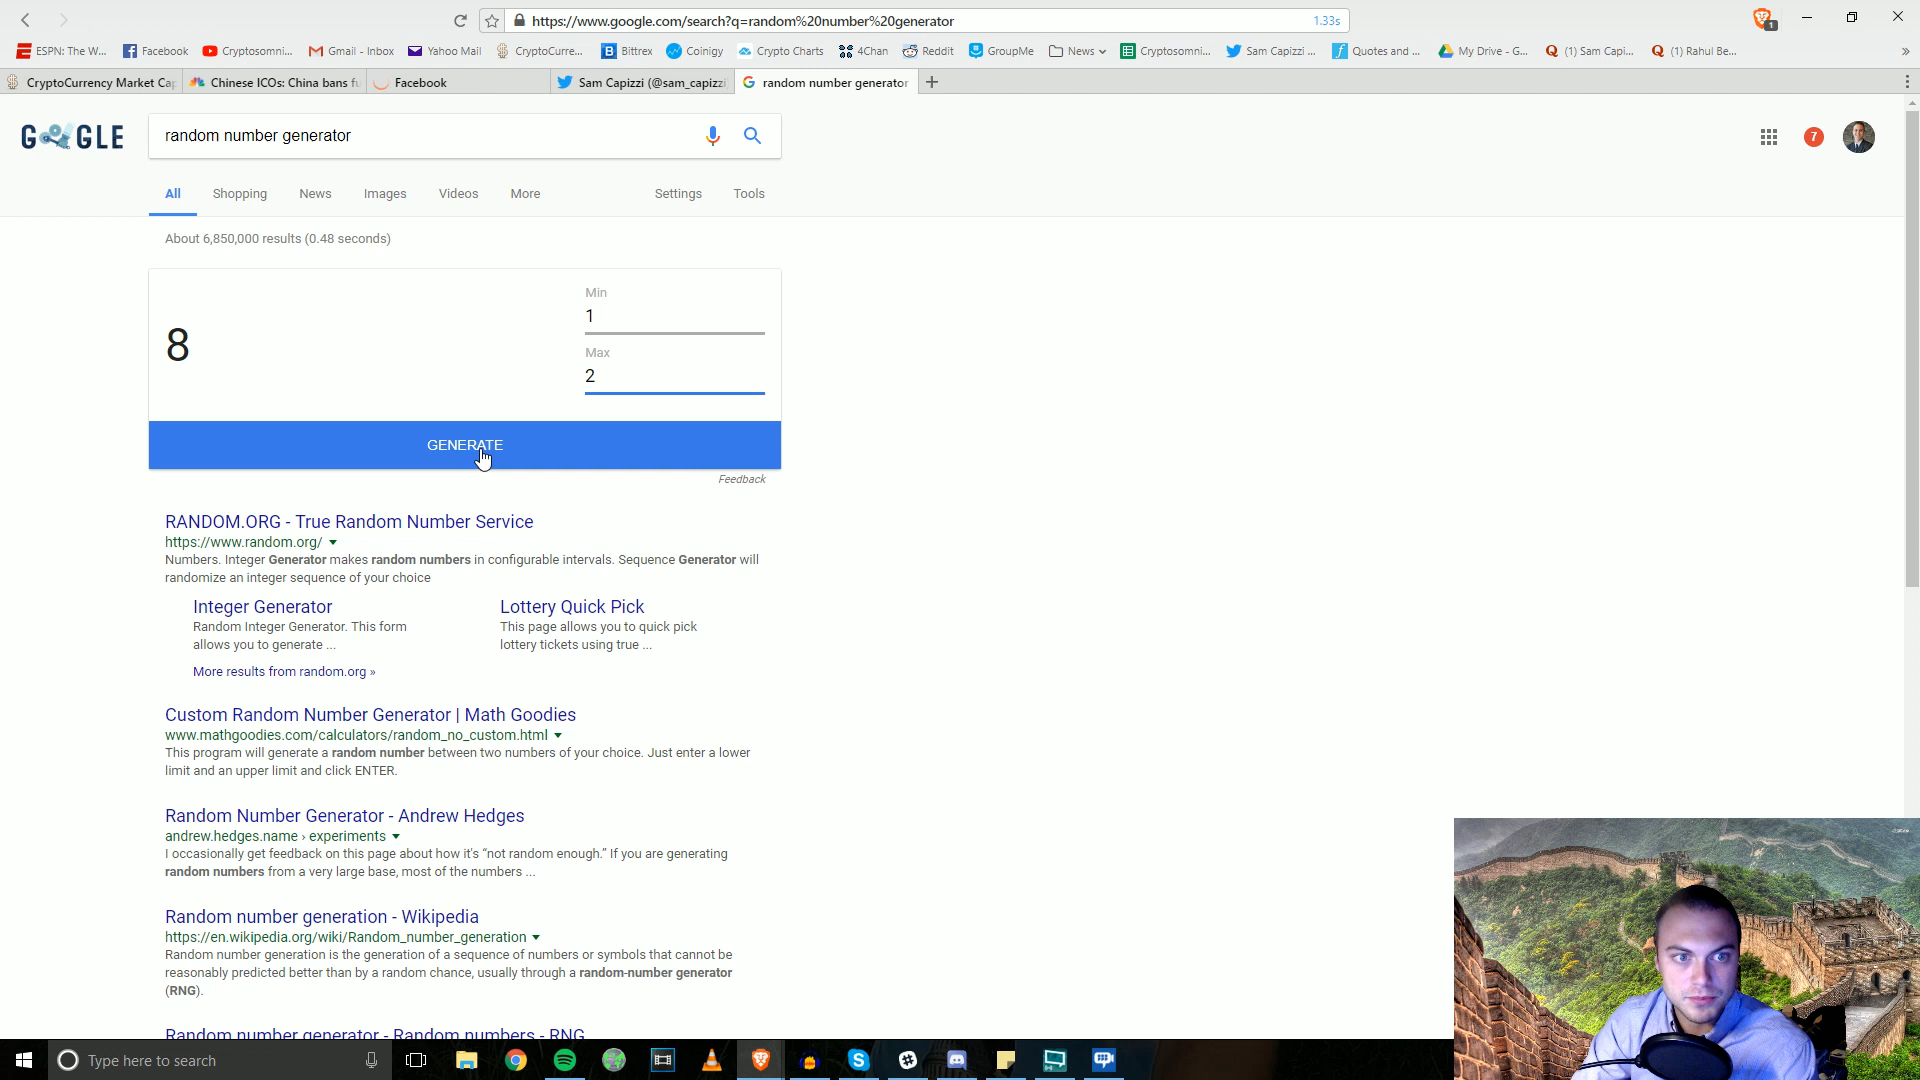 https://www.google.com/search?q=random%20number%20generator
1.33s
1
ESPN: The W...
Facebook
Cryptosomni...
Gmail - Inbox
Yahoo Mail
CryptoCurre...
Bittrex
Coinigy
Crypto Charts
4Chan
Reddit
GroupMe
News
Cryptosomni...
Sam Capizzi ...
Quotes and ...
My Drive - G...
(1) Sam Capi...
(1) Rahul Be...
»
CryptoCurrency Market Cap
Chinese ICOs: China bans fu
Facebook
Sam Capizzi (@sam_capizzi
random number generator
GOOGLE
random number generator
7
All
Shopping
News
Images
Videos
More
Settings
Tools
About 6,850,000 results (0.48 seconds)
8
Min
1
Max
2
GENERATE
Feedback
RANDOM.ORG - True Random Number Service
https://www.random.org/
Numbers. Integer Generator makes random numbers in configurable intervals. Sequence Generator will
randomize an integer sequence of your choice
Integer Generator
Random Integer Generator. This form
allows you to generate ...
Lottery Quick Pick
This page allows you to quick pick
lottery tickets using true ...
More results from random.org »
Custom Random Number Generator | Math Goodies
www.mathgoodies.com/calculators/random_no_custom.html
This program will generate a random number between two numbers of your choice. Just enter a lower
limit and an upper limit and click ENTER.
Random Number Generator - Andrew Hedges
andrew.hedges.name › experiments
I occasionally get feedback on this page about how it's "not random enough." If you are generating
random numbers from a very large base, most of the numbers ...
Random number generation - Wikipedia
https://en.wikipedia.org/wiki/Random_number_generation
Random number generation is the generation of a sequence of numbers or symbols that cannot be
reasonably predicted better than by a random chance, usually through a random-number generator
(RNG).
Random number generator - Random numbers - RNG
Type here to search